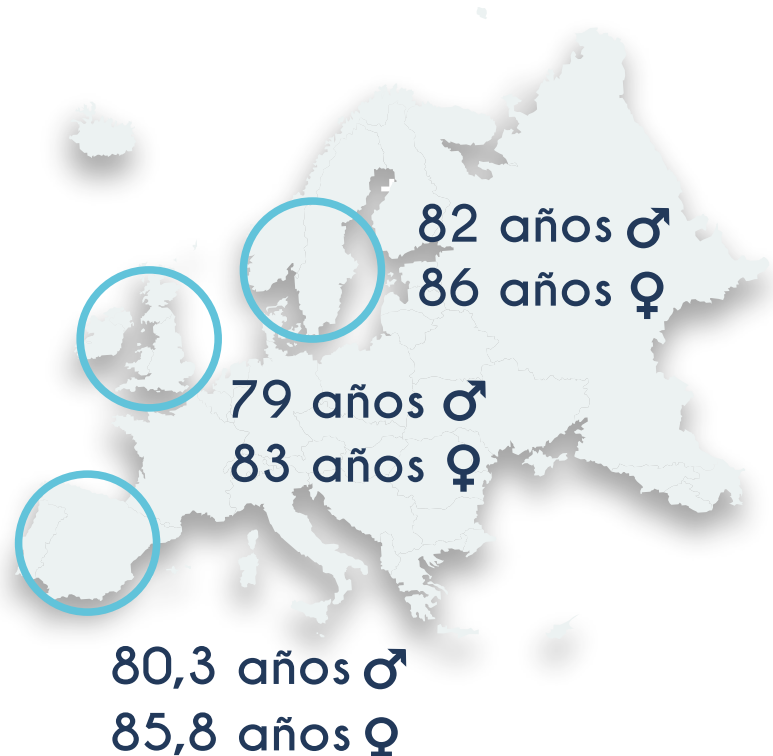 82 años ♂
86 años ♀
79 años ♂
83 años ♀
80,3 años ♂
85,8 años ♀